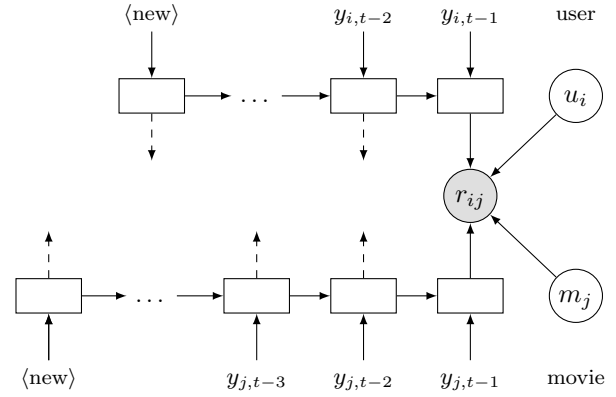 ⟨new⟩ y_{i,t−2} y_{i,t−1} user
... u_i
r_{ij}
... m_j
⟨new⟩ y_{j,t−3} y_{j,t−2} y_{j,t−1} movie